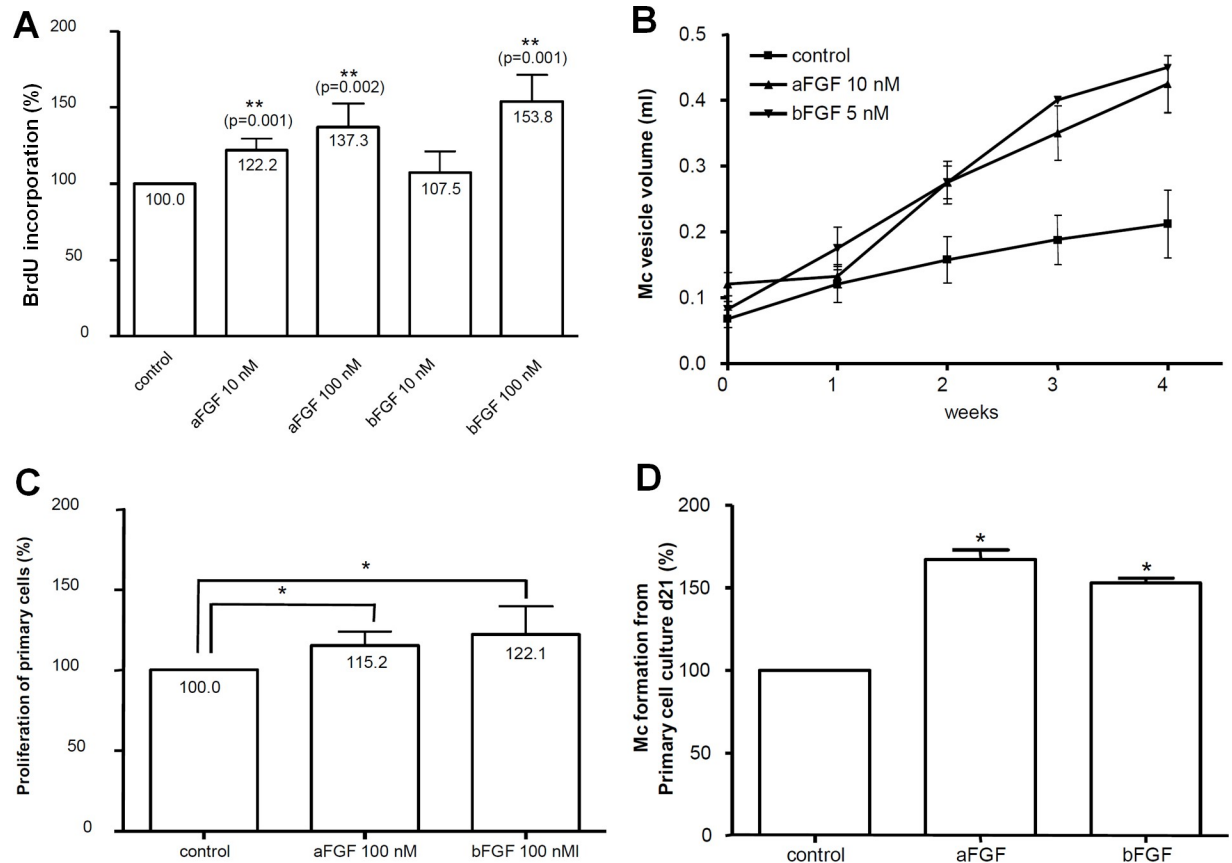 A
BrdU incorporation (%)
200
150
100
50
0
**
(p=0.001)
**
(p=0.002)
**
(p=0.001)
100.0
122.2
137.3
107.5
153.8
control
aFGF 10 nM
aFGF 100 nM
bFGF 10 nM
bFGF 100 nM
B
Mc vesicle volume (ml)
0.5
0.4
0.3
0.2
0.1
0.0
control
aFGF 10 nM
bFGF 5 nM
0 1 2 3 4
weeks
C
Proliferation of primary cells (%)
200
150
100
50
0
*
*
100.0
115.2
122.1
control
aFGF 100 nM
bFGF 100 nMl
D
Mc formation from
Primary cell culture d21 (%)
200
150
100
50
0
*
*
control
aFGF
bFGF